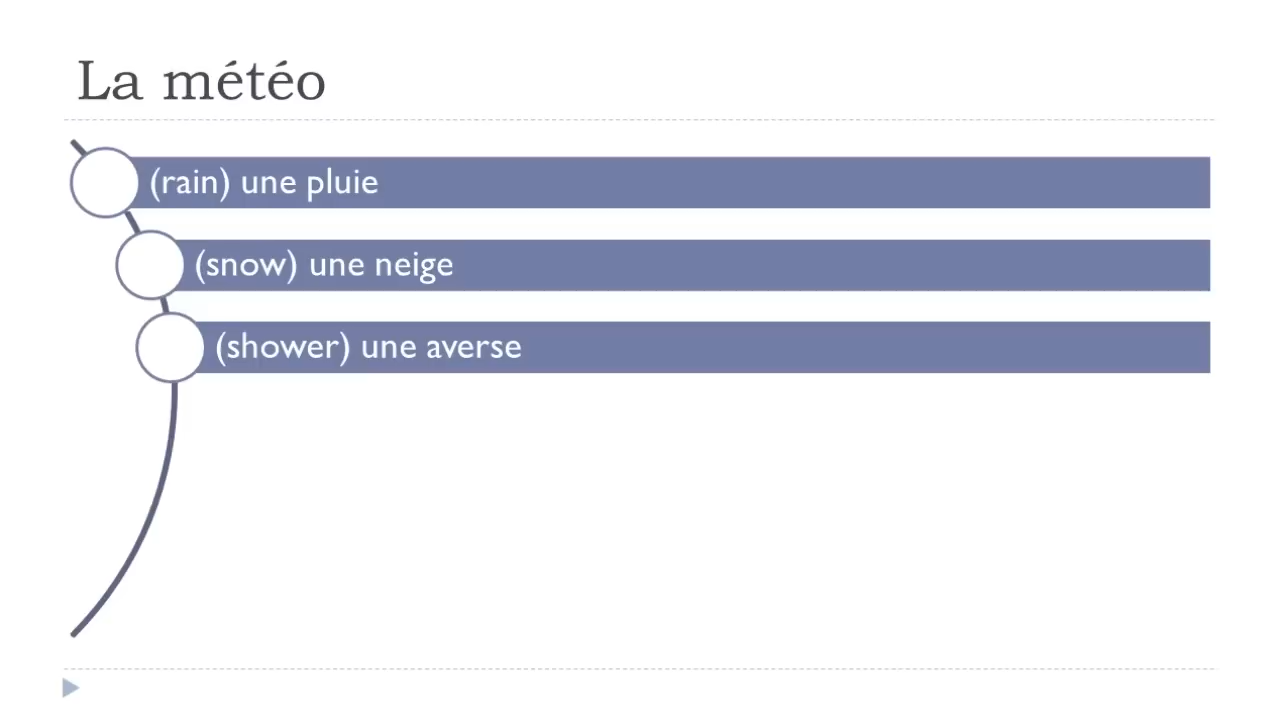 La météo
(rain) une pluie
(snow) une neige
(shower) une averse